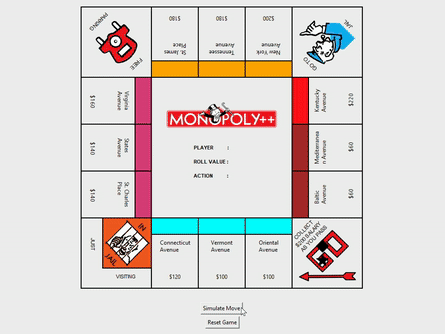 FREE
PARKING
$180
St. James
Place
$180
Tennessee
Avenue
$200
New York
Avenue
GO TO
JAIL
$160
Virginia
Avenue
Kentucky
Avenue
$220
MONOPOLY++
$140
States
Avenue
PLAYER :
ROLL VALUE :
ACTION :
Mediterranea
n Avenue
$60
$140
St. Charles
Place
Baltic
Avenue
$60
JUST
IN
JAIL
VISITING
Connecticut
Avenue
$120
Vermont
Avenue
$100
Oriental
Avenue
$100
COLLECT
$200 SALARY
AS YOU PASS
Simulate Move
Reset Game